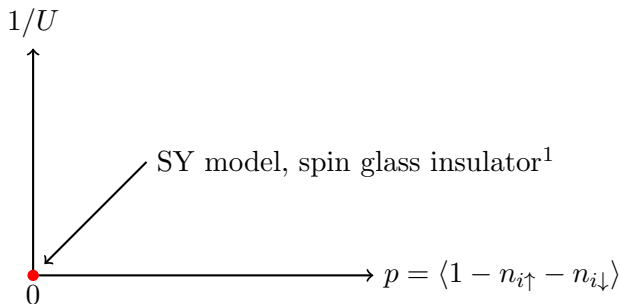 1/U
SY model, spin glass insulator¹
p = ⟨1 − n_{i↑} − n_{i↓}⟩
0